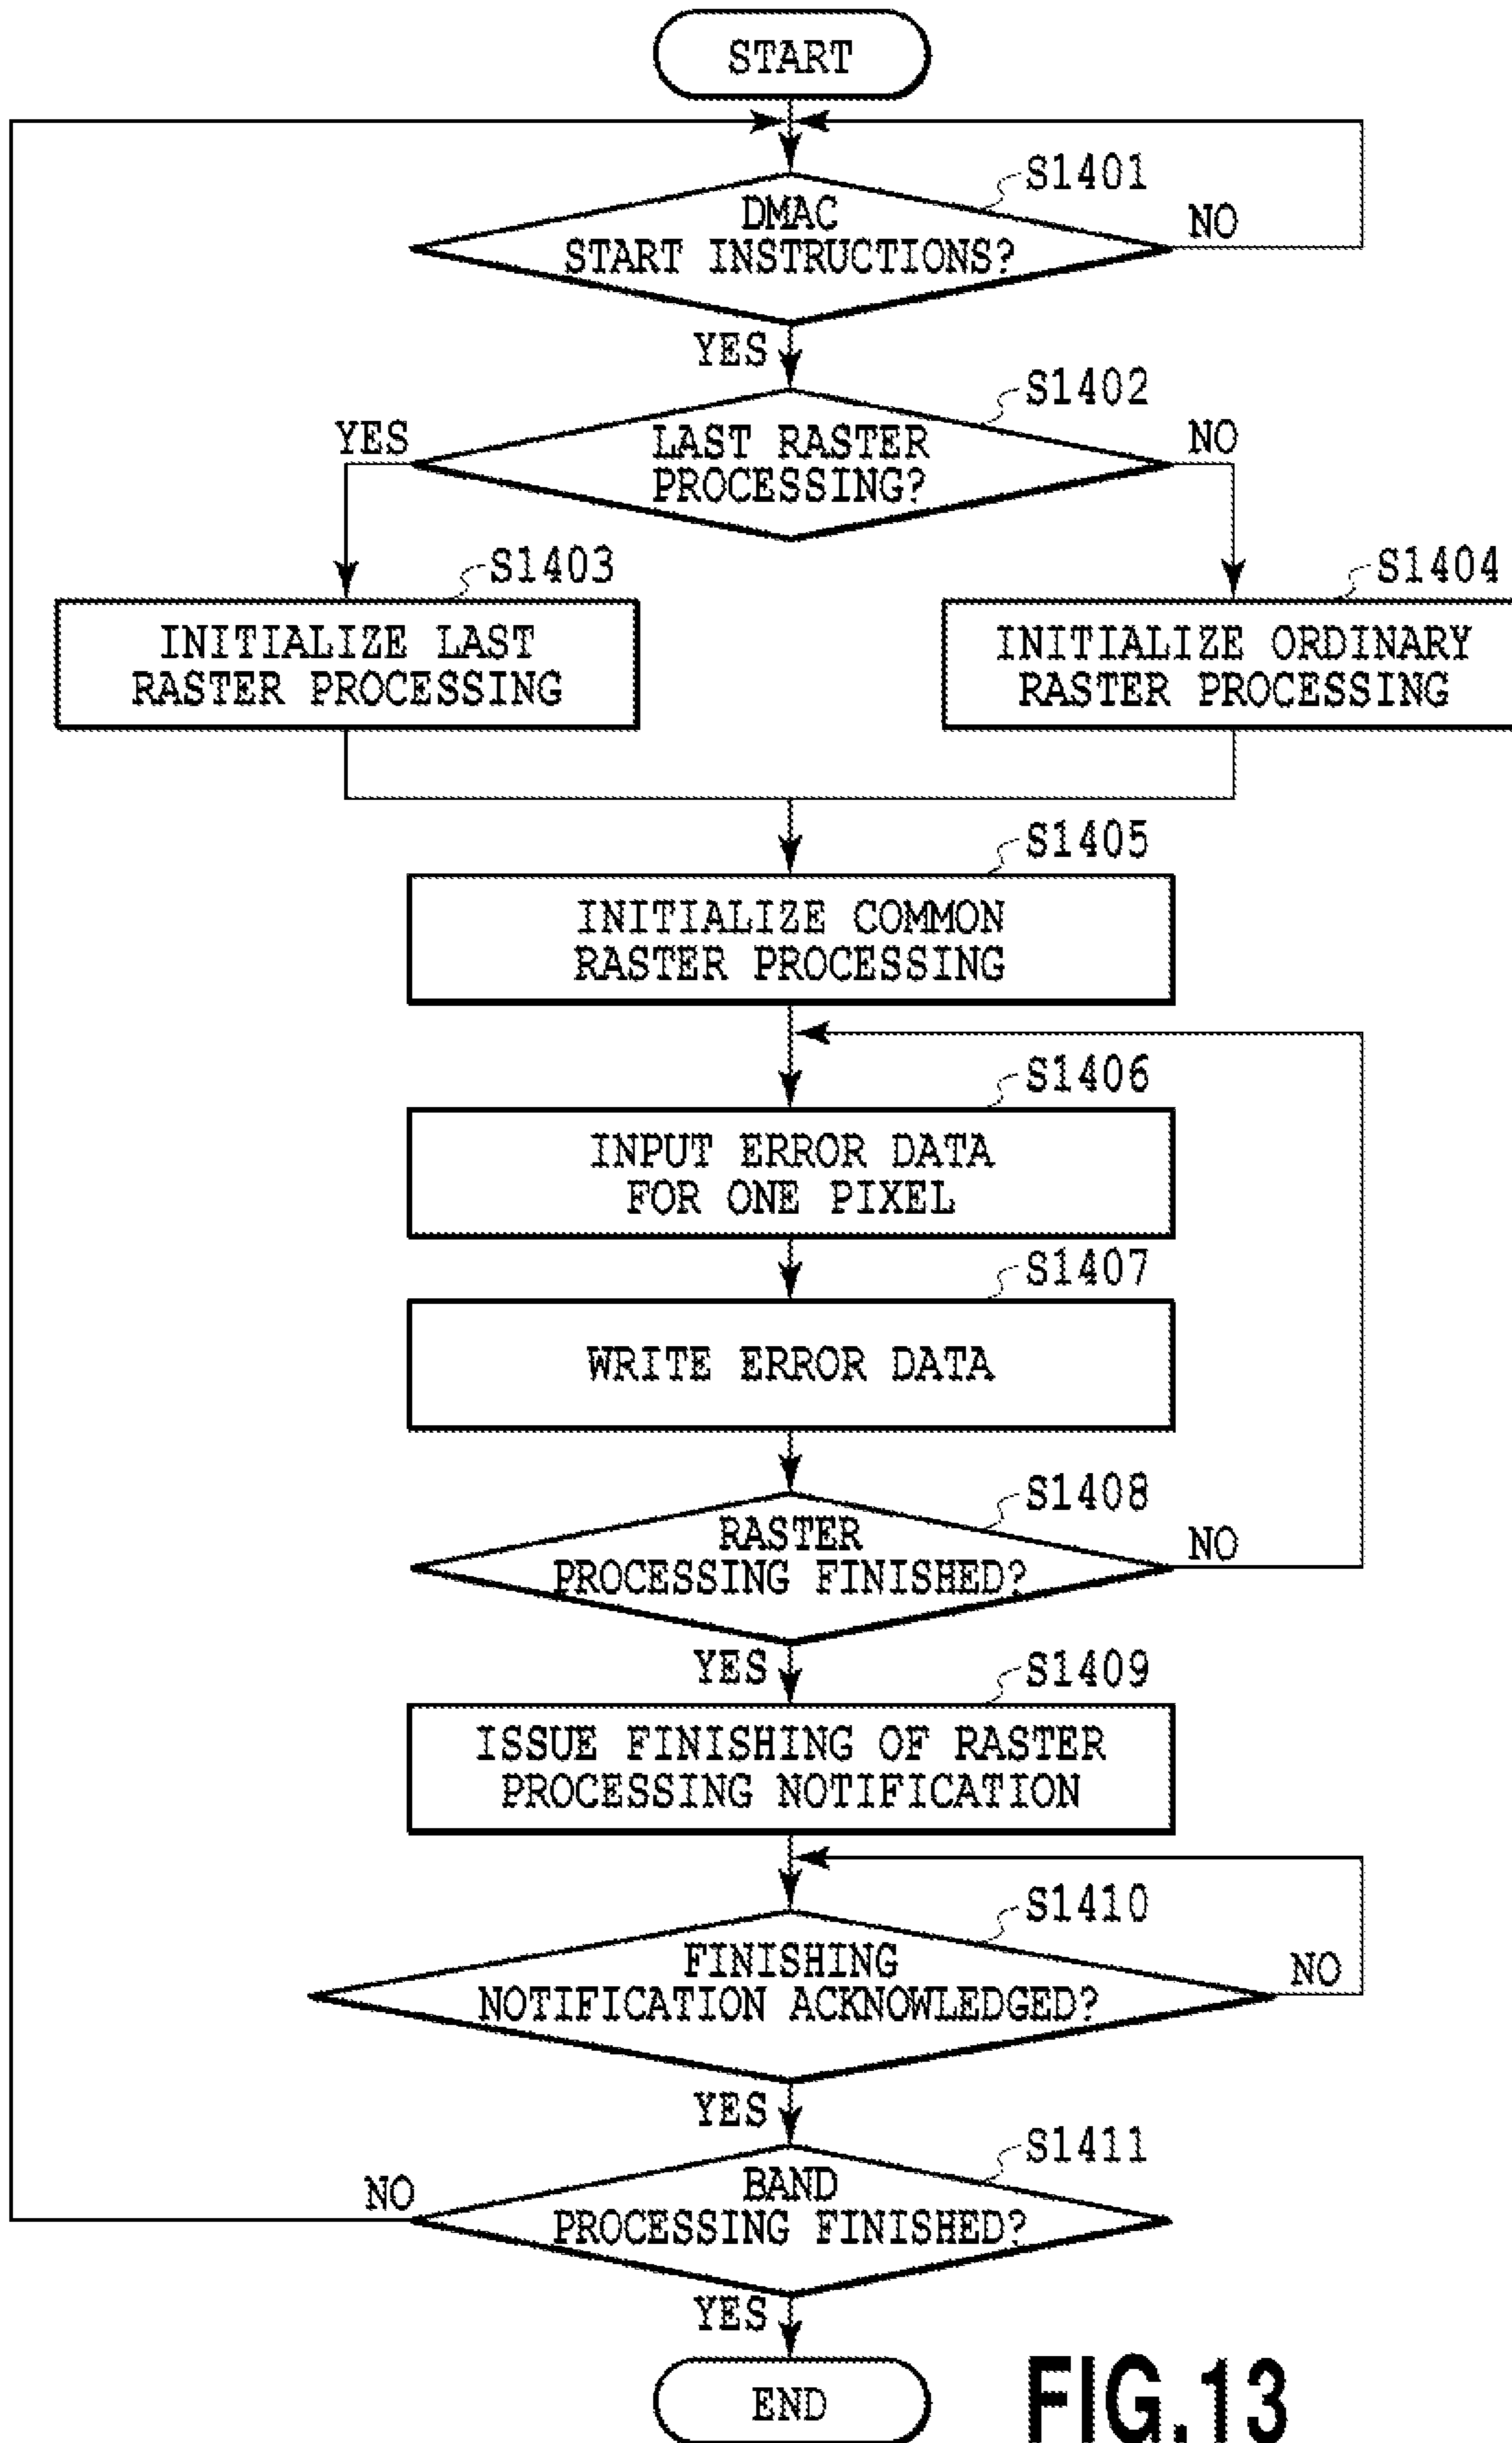 START
S1401
DMAC
START INSTRUCTIONS?
NO
YES
S1402
YES
LAST RASTER
PROCESSING?
NO
S1403
S1404
INITIALIZE LAST
RASTER PROCESSING
INITIALIZE ORDINARY
RASTER PROCESSING
S1405
INITIALIZE COMMON
RASTER PROCESSING
S1406
INPUT ERROR DATA
FOR ONE PIXEL
S1407
WRITE ERROR DATA
S1408
RASTER
PROCESSING FINISHED?
NO
YES
S1409
ISSUE FINISHING OF RASTER
PROCESSING NOTIFICATION
S1410
FINISHING
NOTIFICATION ACKNOWLEDGED?
NO
YES
S1411
NO
BAND
PROCESSING FINISHED?
YES
END
FIG.13